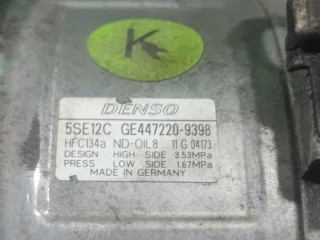 K
DENSO
5SE12C GE447220-9398
HFC134a ND-OIL8 11 G 04173
DESIGN HIGH SIDE 3.53MPa
PRESS LOW SIDE 1.67MPa
MADE IN GERMANY